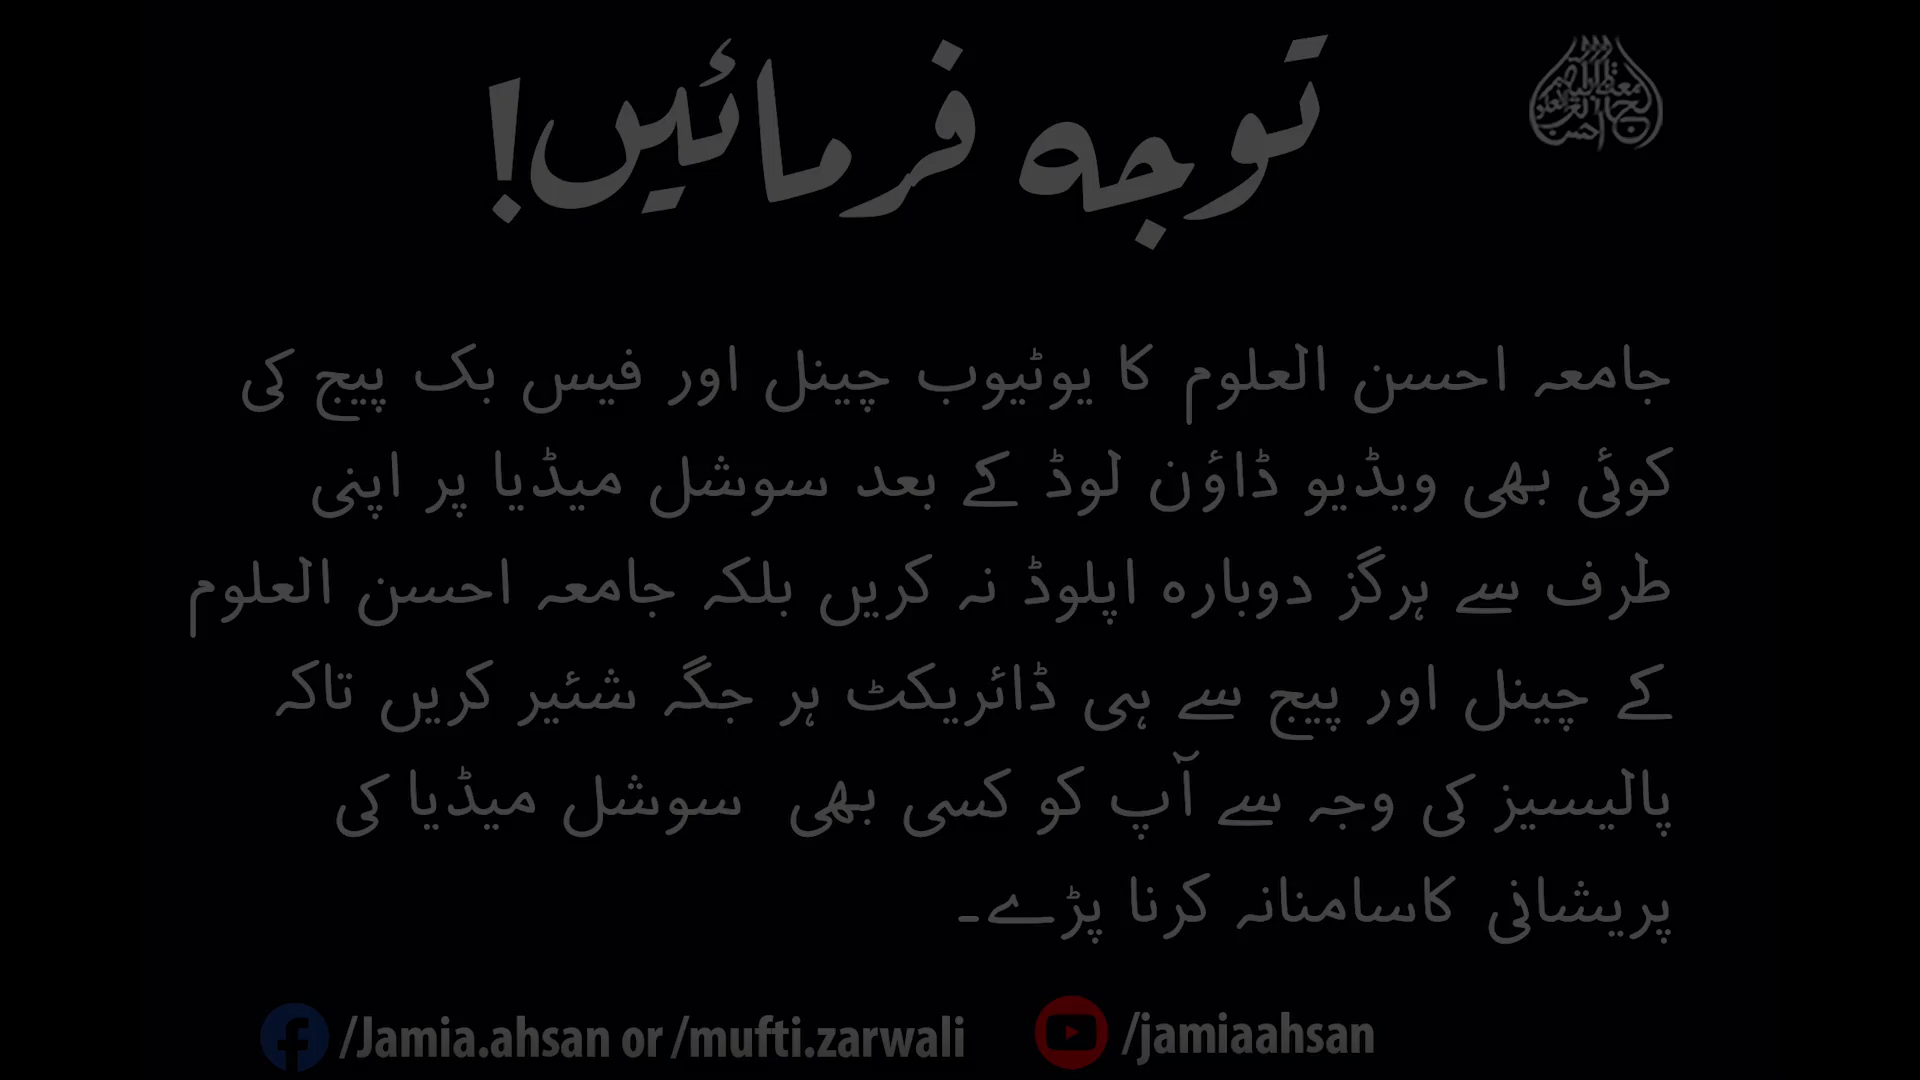 توجہ فرمائیں!
جامعہ احسن العلوم کا یوٹیوب چینل اور فیس بک پیج کی
کوئی بھی ویڈیو ڈاؤن لوڈ کے بعد سوشل میڈیا پر اپنی
طرف سے ہرگز دوبارہ اپلوڈ نہ کریں بلکہ جامعہ احسن العلوم
کے چینل اور پیج سے ہی ڈائریکٹ ہر جگہ شئیر کریں تاکہ
پالیسیز کی وجہ سے آپ کو کسی بھی سوشل میڈیا کی
پریشانی کاسامنانہ کرنا پڑے۔
/Jamia.ahsan or /mufti.zarwali /jamiaahsan